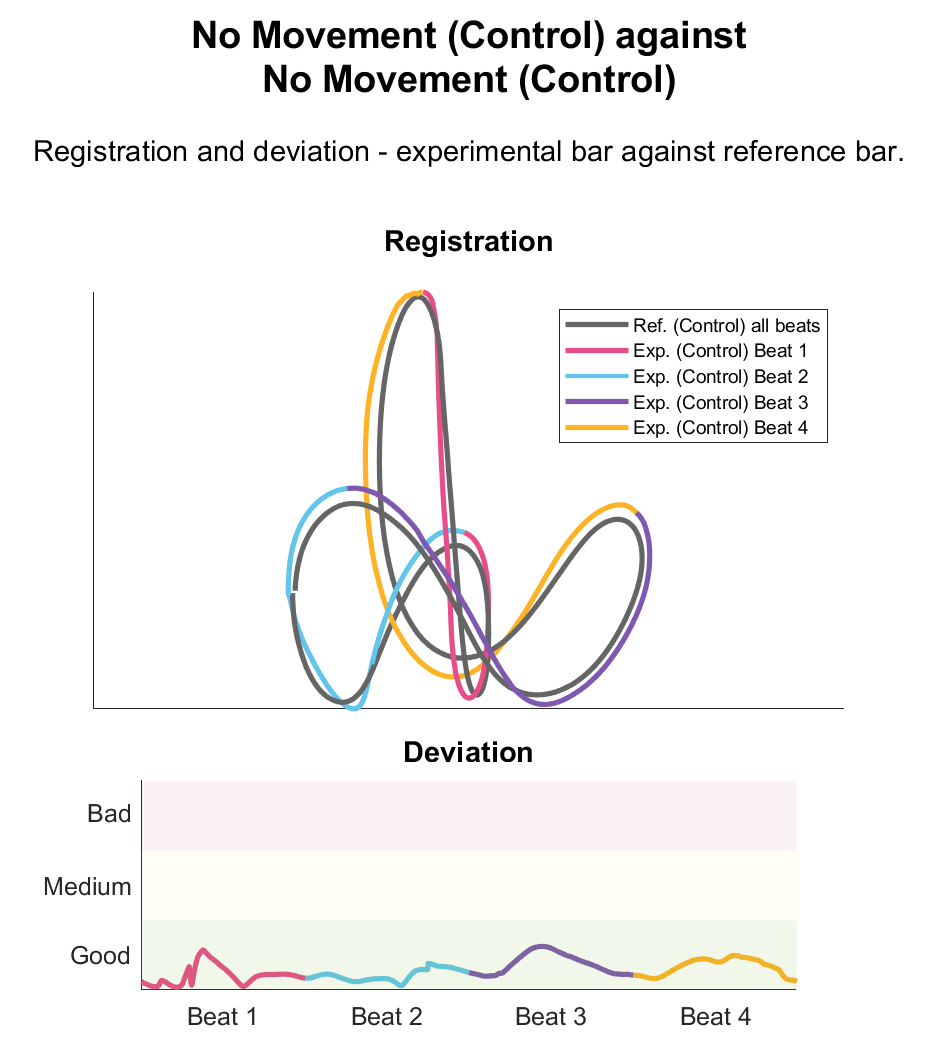 No Movement (Control) against
No Movement (Control)
Registration and deviation - experimental bar against reference bar.
Registration
Ref. (Control) all beats
Exp. (Control) Beat 1
Exp. (Control) Beat 2
Exp. (Control) Beat 3
Exp. (Control) Beat 4
Deviation
Bad
Medium
Good
Beat 1 Beat 2 Beat 3 Beat 4